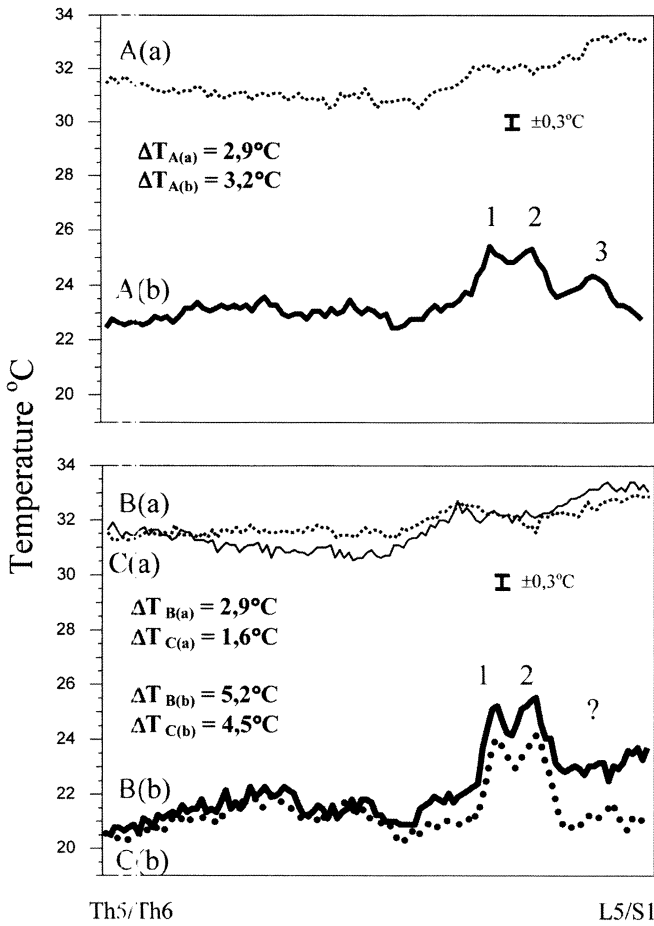 34
A(a)
32
30
±0,3°C
ΔT A(a) = 2,9°C
28
ΔT A(b) = 3,2°C
26
1 2
3
24
A(b)
22
20
Temperature °C
34
B(a)
32
C(a)
30
±0,3°C
ΔT B(a) = 2,9°C
28
ΔT C(a) = 1,6°C
26
ΔT B(b) = 5,2°C
ΔT C(b) = 4,5°C
1 2
?
24
22
B(b)
20
C(b)
Th5/Th6 L5/S1